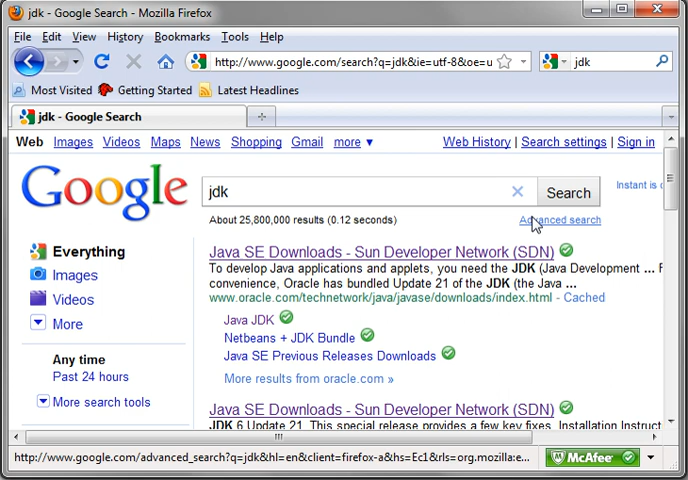 jdk - Google Search - Mozilla Firefox
File Edit View History Bookmarks Tools Help
http://www.google.com/search?q=jdk&ie=utf-8&oe=u jdk
Most Visited Getting Started Latest Headlines
jdk - Google Search
Web Images Videos Maps News Shopping Gmail more ▼ Web History | Search settings | Sign in
Google jdk Search Instant is
About 25,800,000 results (0.12 seconds) Advanced search
Everything
Images
Videos
More
Any time
Past 24 hours
More search tools
Java SE Downloads - Sun Developer Network (SDN)
To develop Java applications and applets, you need the JDK (Java Development ... F
convenience, Oracle has bundled Update 21 of the JDK (the Java ...
www.oracle.com/technetwork/java/javase/downloads/index.html - Cached
Java JDK
Netbeans + JDK Bundle
Java SE Previous Releases Downloads
More results from oracle.com »
Java SE Downloads - Sun Developer Network (SDN)
JDK 6 Update 21. This special release provides a few key fixes. Installation Instruct
http://www.google.com/advanced_search?q=jdk&hl=en&client=firefox-a&hs=Ec1&rls=org.mozilla:e... McAfee